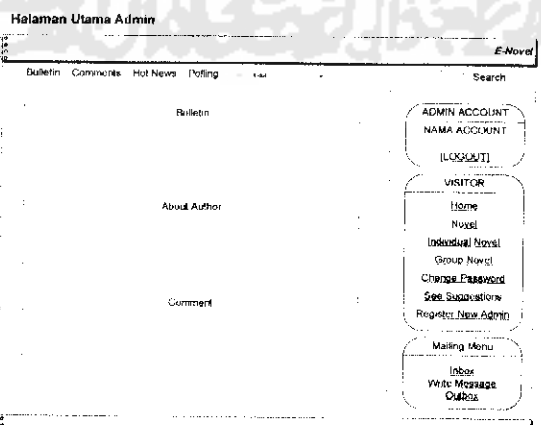 Halaman Utama Admin
E-Novel
Bulletin Comments Hot News Polling
Search
Bulletin
About Author
Comment
ADMIN ACCOUNT
NAMA ACCOUNT
[LOGOUT]
VISITOR
Home
Novel
Individual Novel
Group Novel
Change Password
See Suggestions
Register New Admin
Mailing Menu
Inbox
Write Message
Outbox